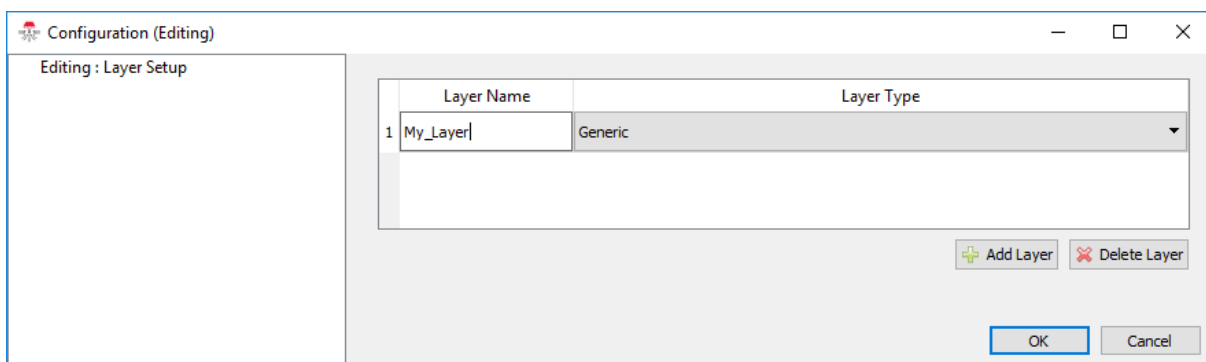 Configuration (Editing)
Editing : Layer Setup
Layer Name Layer Type
1 My_Layer Generic
Add Layer Delete Layer
OK Cancel